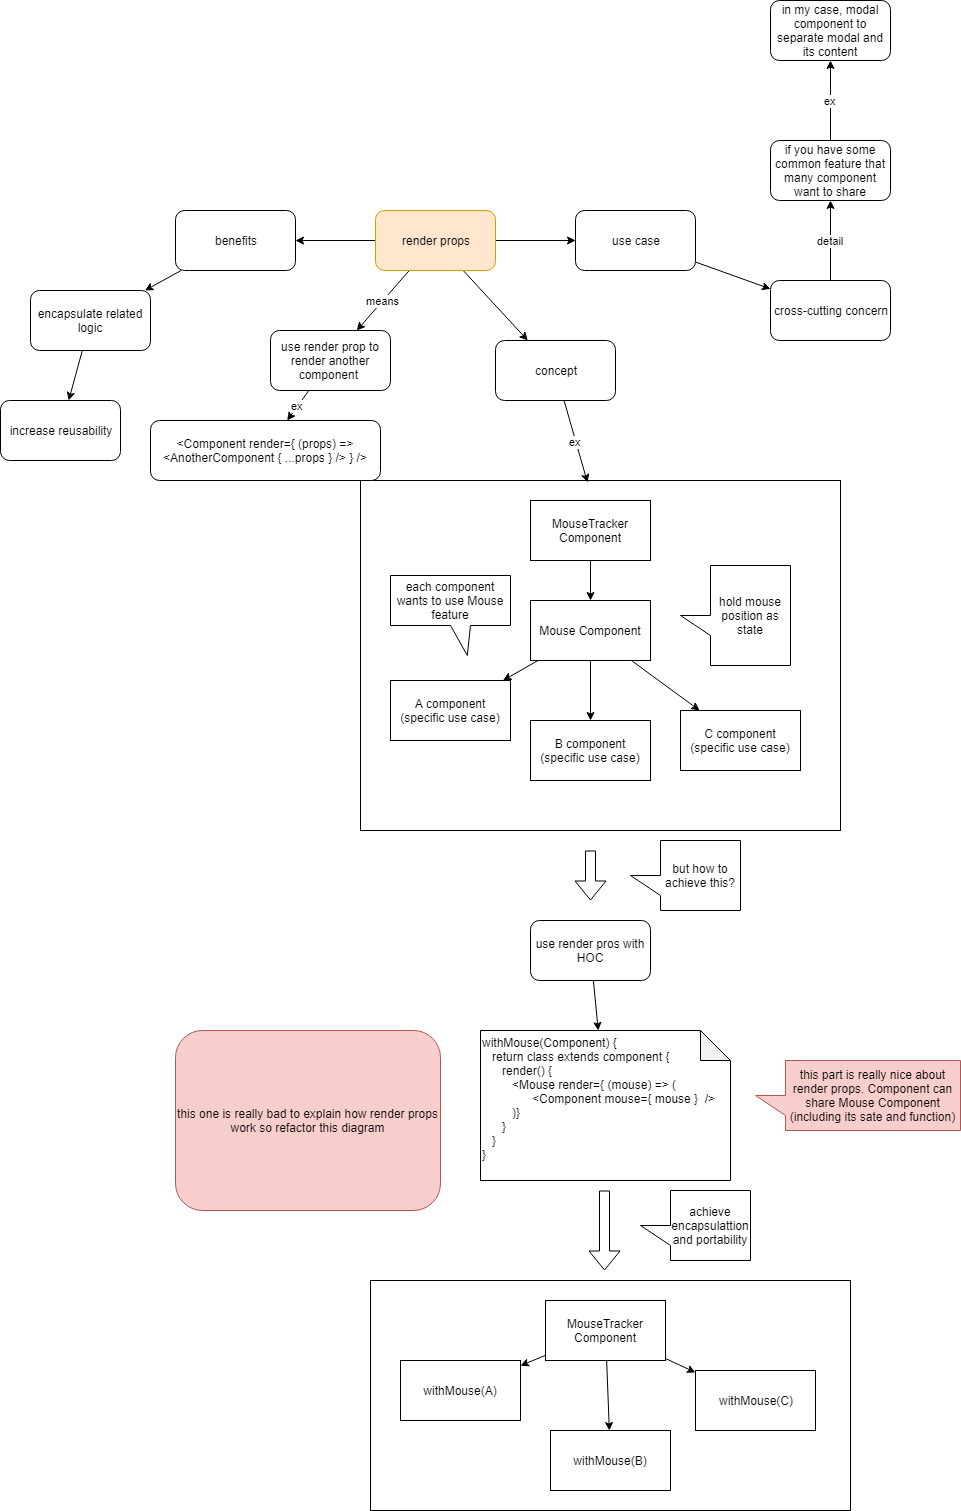 in my case, modal
component to
separate modal and
its content
ex
if you have some
common feature that
many component
want to share
benefits
render props
use case
detail
means
encapsulate related
logic
cross-cutting concern
use render prop to
render another
component
concept
ex
increase reusability
<Component render={ (props) =>
<AnotherComponent { ...props } /> } />
ex
MouseTracker
Component
each component
wants to use Mouse
feature
hold mouse
position as
state
Mouse Component
A component
(specific use case)
B component
(specific use case)
C component
(specific use case)
but how to
achieve this?
use render pros with
HOC
withMouse(Component) {
return class extends component {
render() {
<Mouse render={ (mouse) => (
<Component mouse={ mouse }  />
)}
}
}
}
this one is really bad to explain how render props
work so refactor this diagram
this part is really nice about
render props. Component can
share Mouse Component
(including its sate and function)
achieve
encapsulattion
and portability
MouseTracker
Component
withMouse(A)
withMouse(C)
withMouse(B)